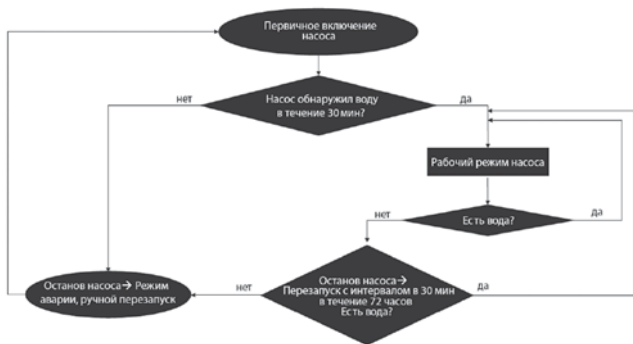 Первичное включение
насоса
Насос обнаружил воду
в течение 30 мин?
нет
да
Рабочий режим насоса
Есть вода?
нет
да
Останов насоса→
Перезапуск с интервалом в 30 мин
в течение 72 часов
Есть вода?
нет
да
Останов насоса→ Режим
аварии, ручной перезапуск